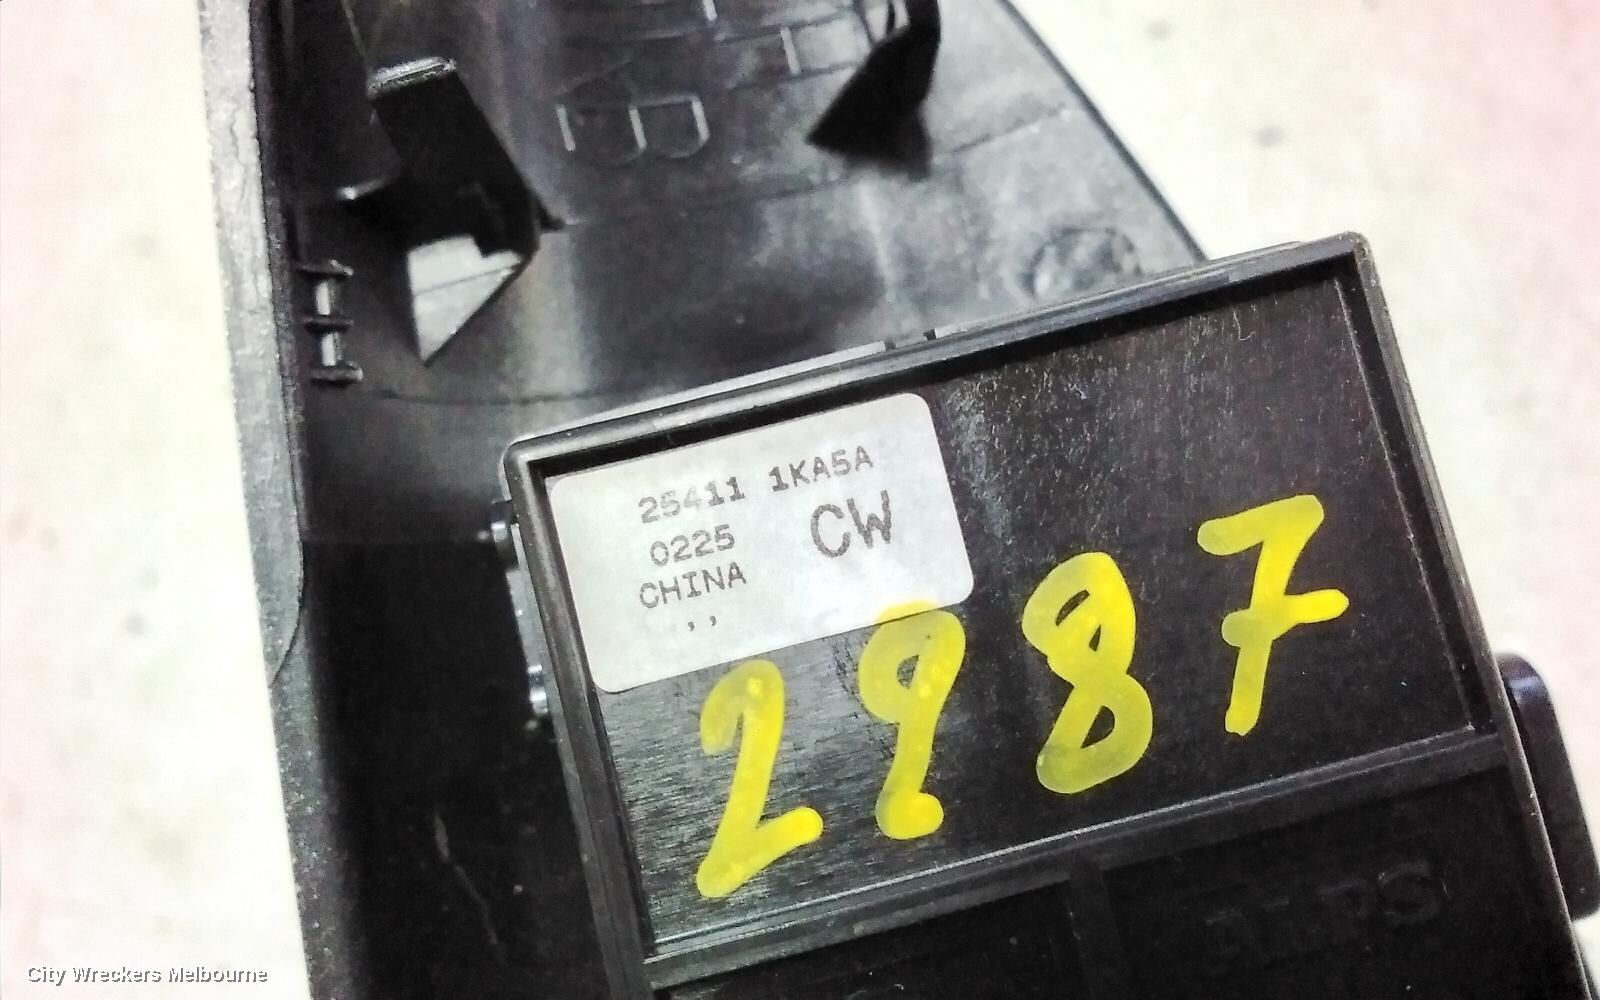 25411 1KA5A
0225 CW
CHINA
, ,
2987
City Wreckers Melbourne